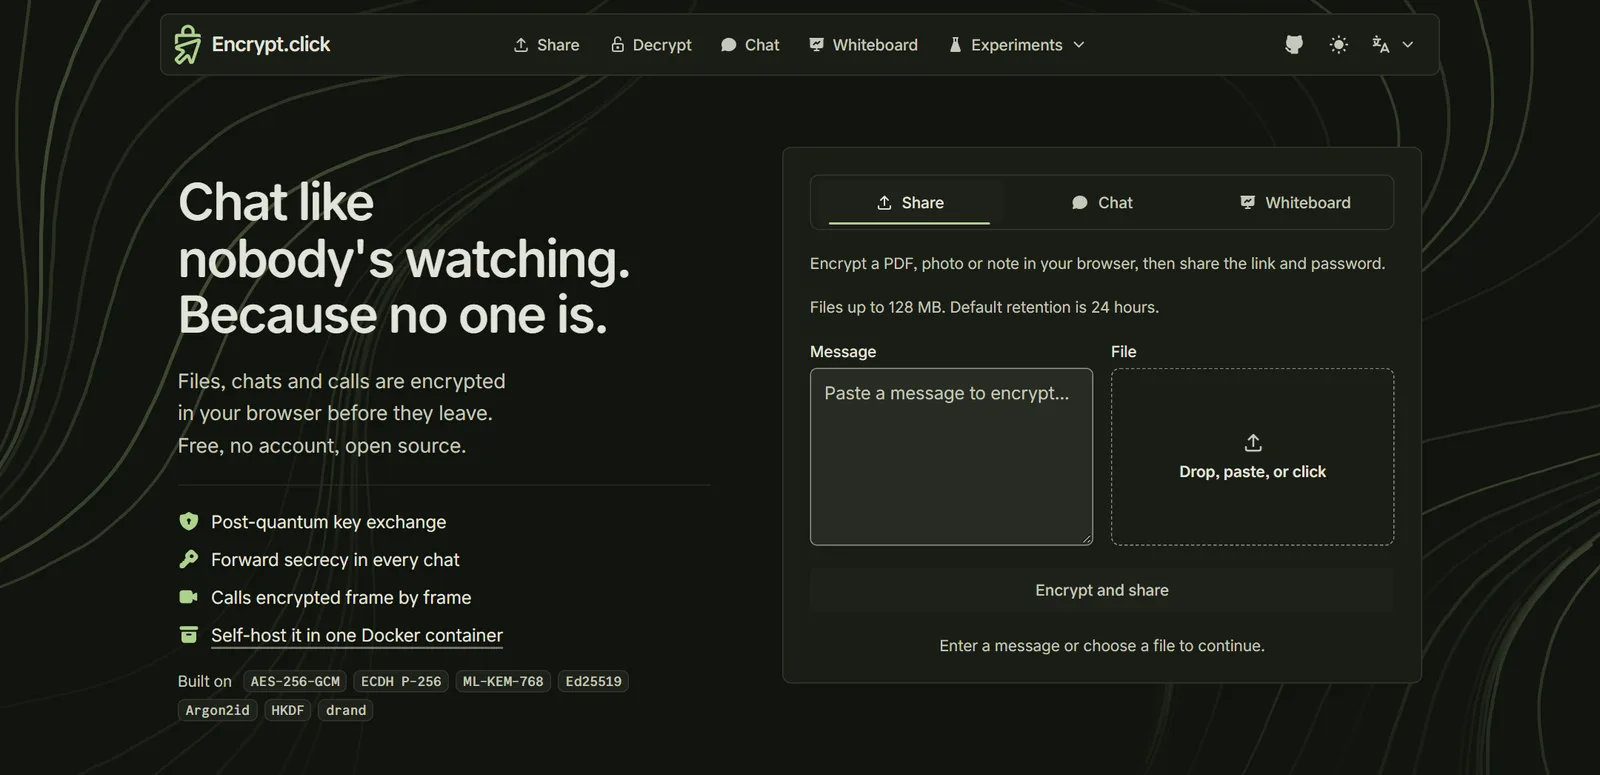 Encrypt.click
Share
Decrypt
Chat
Whiteboard
Experiments
Chat like
nobody's watching.
Because no one is.
Files, chats and calls are encrypted
in your browser before they leave.
Free, no account, open source.
Post-quantum key exchange
Forward secrecy in every chat
Calls encrypted frame by frame
Self-host it in one Docker container
Built on AES-256-GCM ECDH P-256 ML-KEM-768 Ed25519
Argon2id HKDF drand
Share
Chat
Whiteboard
Encrypt a PDF, photo or note in your browser, then share the link and password.
Files up to 128 MB. Default retention is 24 hours.
Message
Paste a message to encrypt...
File
Drop, paste, or click
Encrypt and share
Enter a message or choose a file to continue.